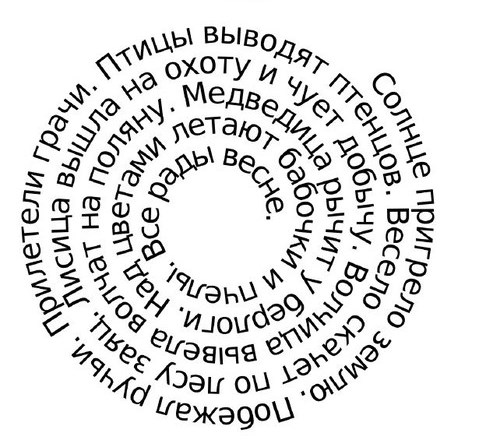 Солнце пригрело землю. Побежал ручьи. Прилетели грачи. Птицы выводят птенцов. Весело скачет по лесу заяц. Лисица вышла на охоту и чует добычу. Волчица вывела волчат на поляну. Медведица рычит у берлоги. Над цветами летают бабочки и пчелы. Все рады весне.